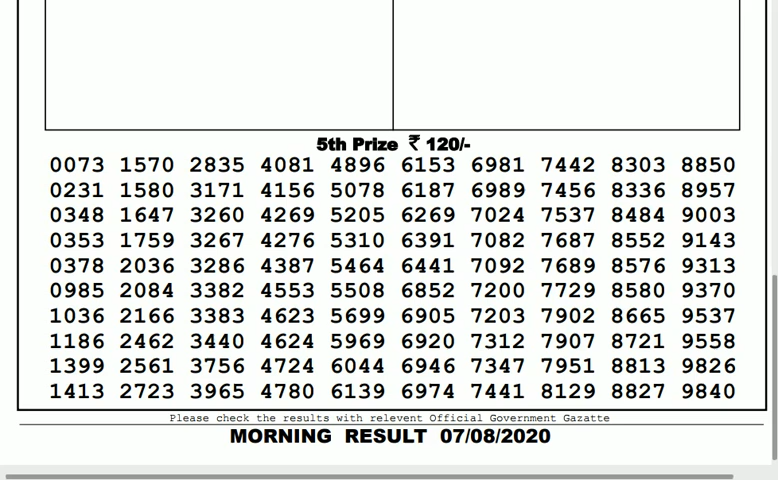 5th Prize ₹ 120/-
0073 1570 2835 4081 4896 6153 6981 7442 8303 8850
0231 1580 3171 4156 5078 6187 6989 7456 8336 8957
0348 1647 3260 4269 5205 6269 7024 7537 8484 9003
0353 1759 3267 4276 5310 6391 7082 7687 8552 9143
0378 2036 3286 4387 5464 6441 7092 7689 8576 9313
0985 2084 3382 4553 5508 6852 7200 7729 8580 9370
1036 2166 3383 4623 5699 6905 7203 7902 8665 9537
1186 2462 3440 4624 5969 6920 7312 7907 8721 9558
1399 2561 3756 4724 6044 6946 7347 7951 8813 9826
1413 2723 3965 4780 6139 6974 7441 8129 8827 9840
Please check the results with relevent Official Government Gazatte
MORNING RESULT 07/08/2020